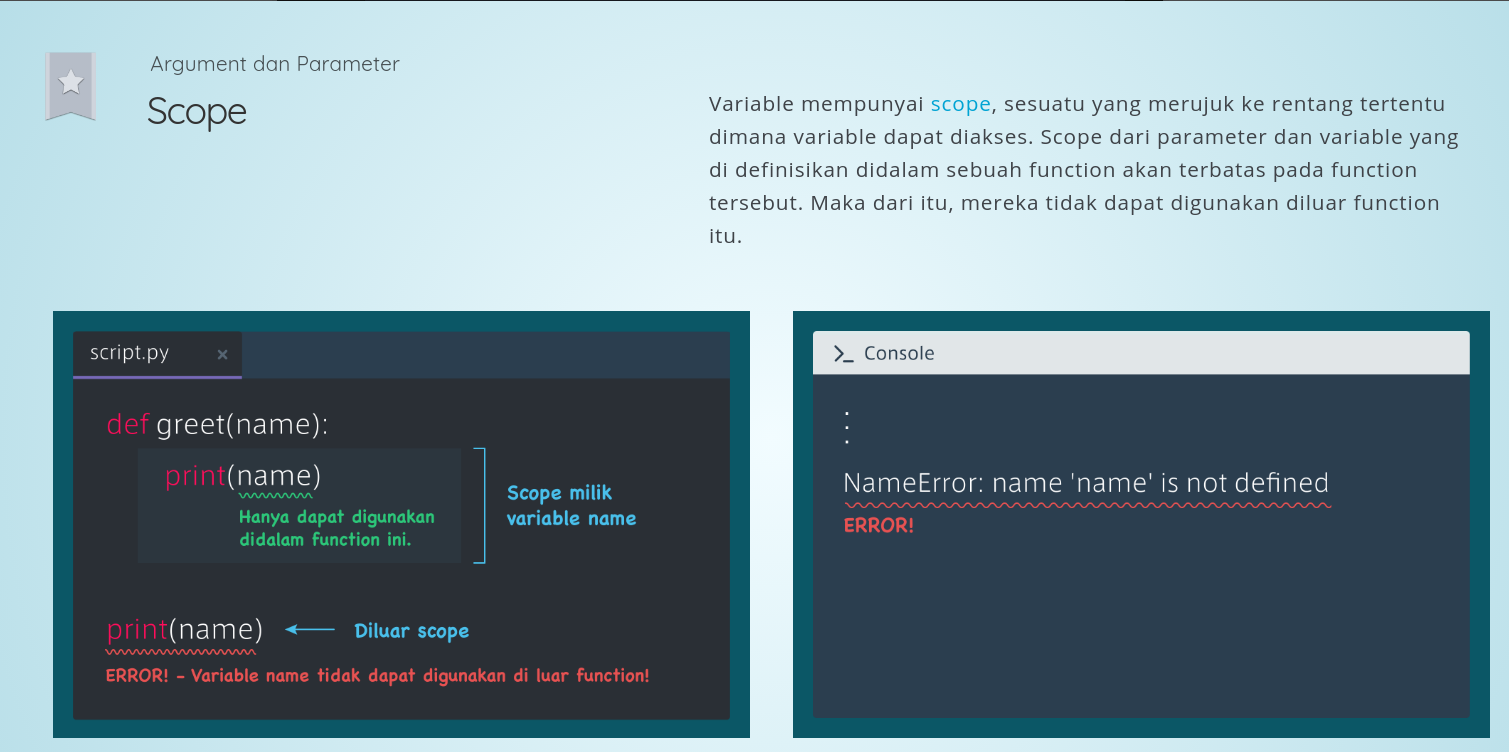 Argument dan Parameter
Scope
Variable mempunyai scope, sesuatu yang merujuk ke rentang tertentu
dimana variable dapat diakses. Scope dari parameter dan variable yang
di definisikan didalam sebuah function akan terbatas pada function
tersebut. Maka dari itu, mereka tidak dapat digunakan diluar function
itu.
script.py ×
def greet(name):
print(name)
Hanya dapat digunakan
didalam function ini.
Scope milik
variable name
print(name)
Diluar scope
ERROR! - Variable name tidak dapat digunakan di luar function!
>_ Console
:
:
NameError: name 'name' is not defined
ERROR!